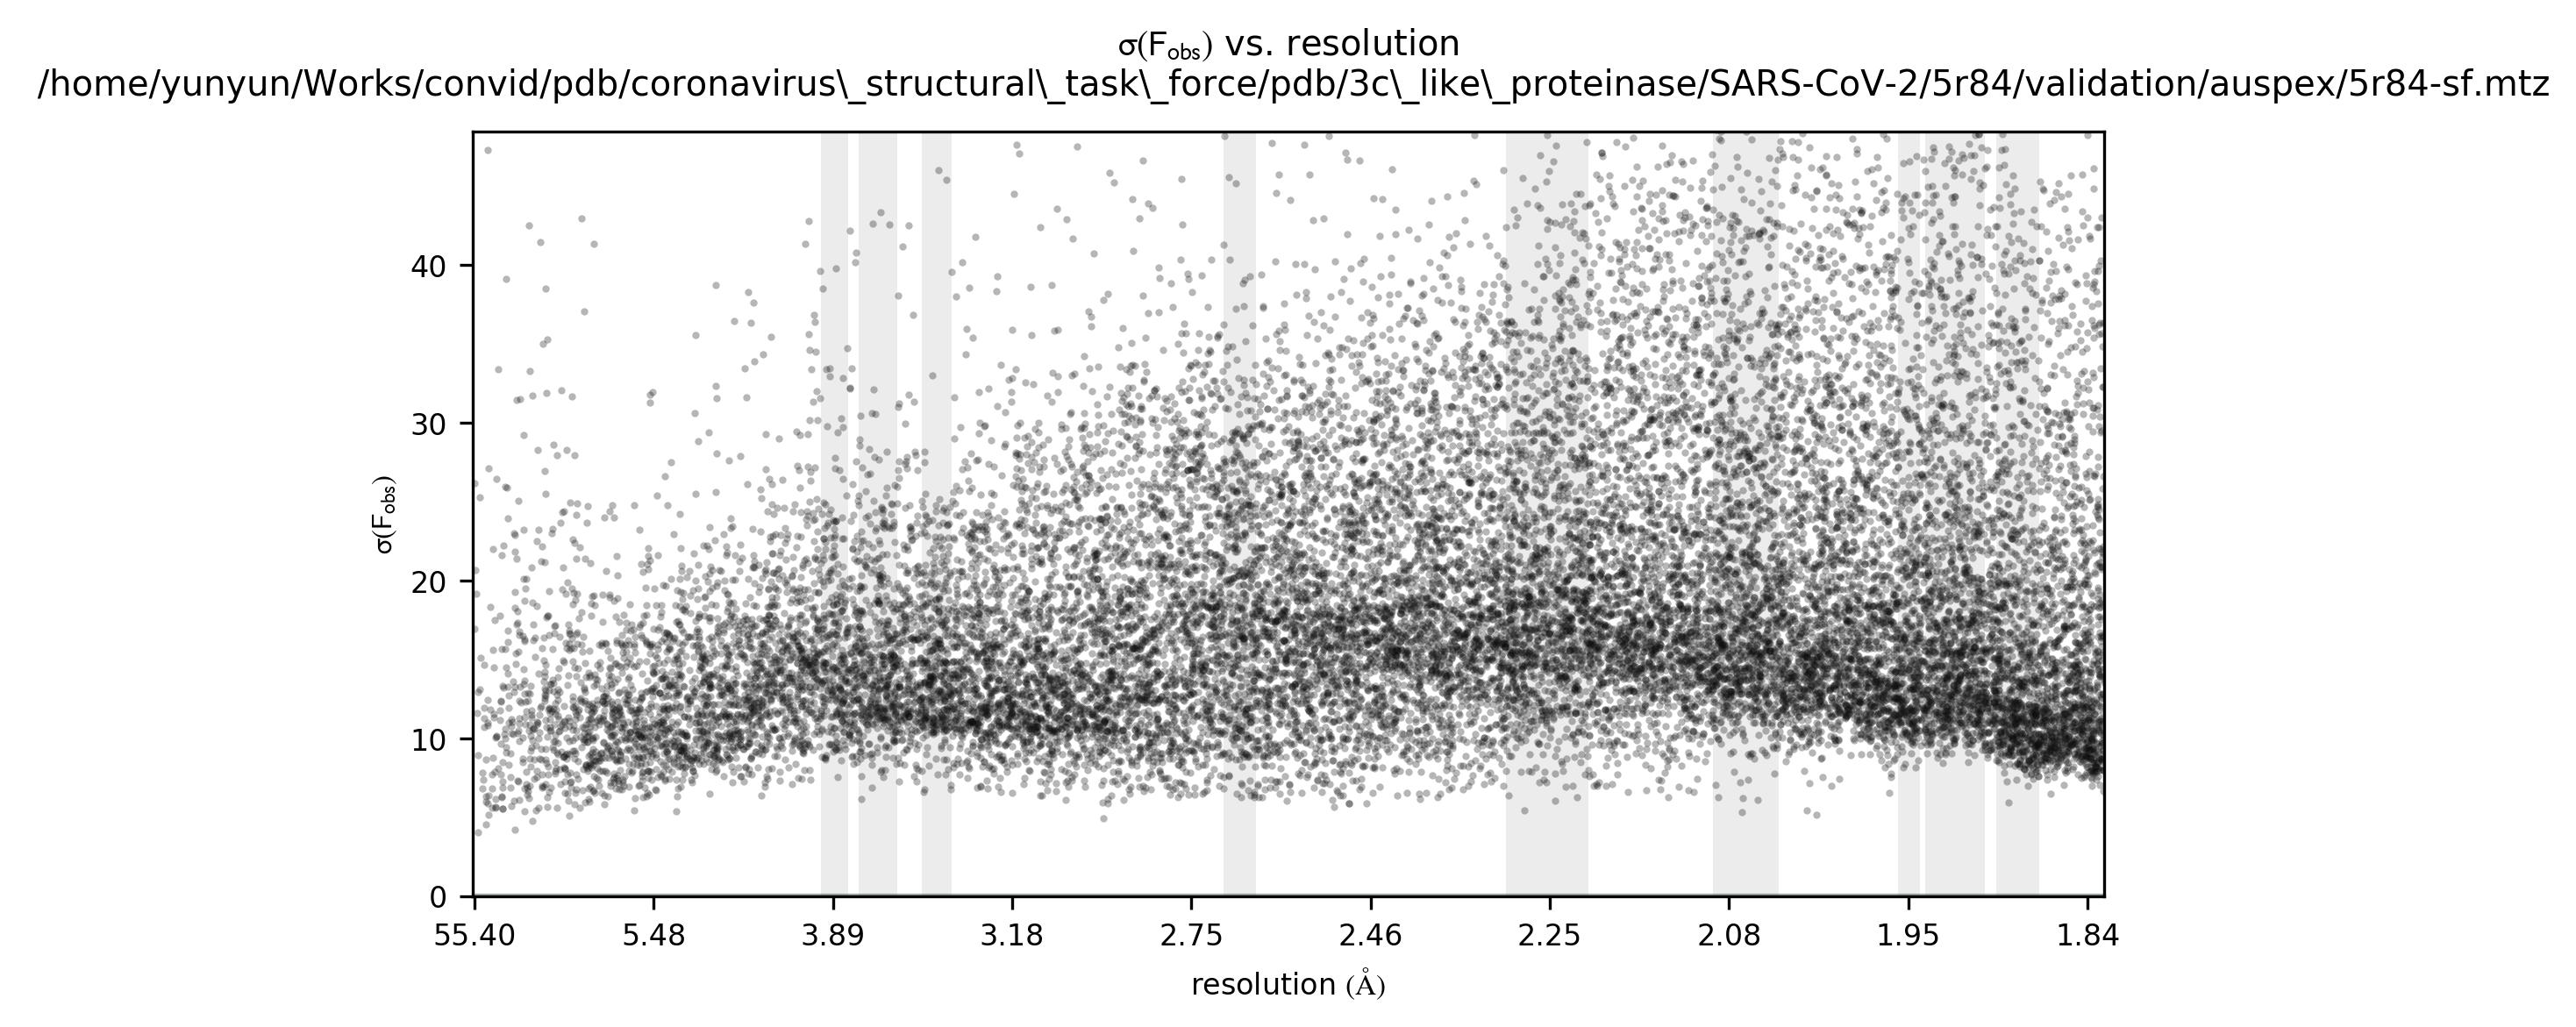 σ(F_obs) vs. resolution
/home/yunyun/Works/convid/pdb/coronavirus\_structural\_task\_force/pdb/3c\_like\_proteinase/SARS-CoV-2/5r84/validation/auspex/5r84-sf.mtz
σ(F_obs)
40
30
20
10
0
55.40 5.48 3.89 3.18 2.75 2.46 2.25 2.08 1.95 1.84
resolution (Å)